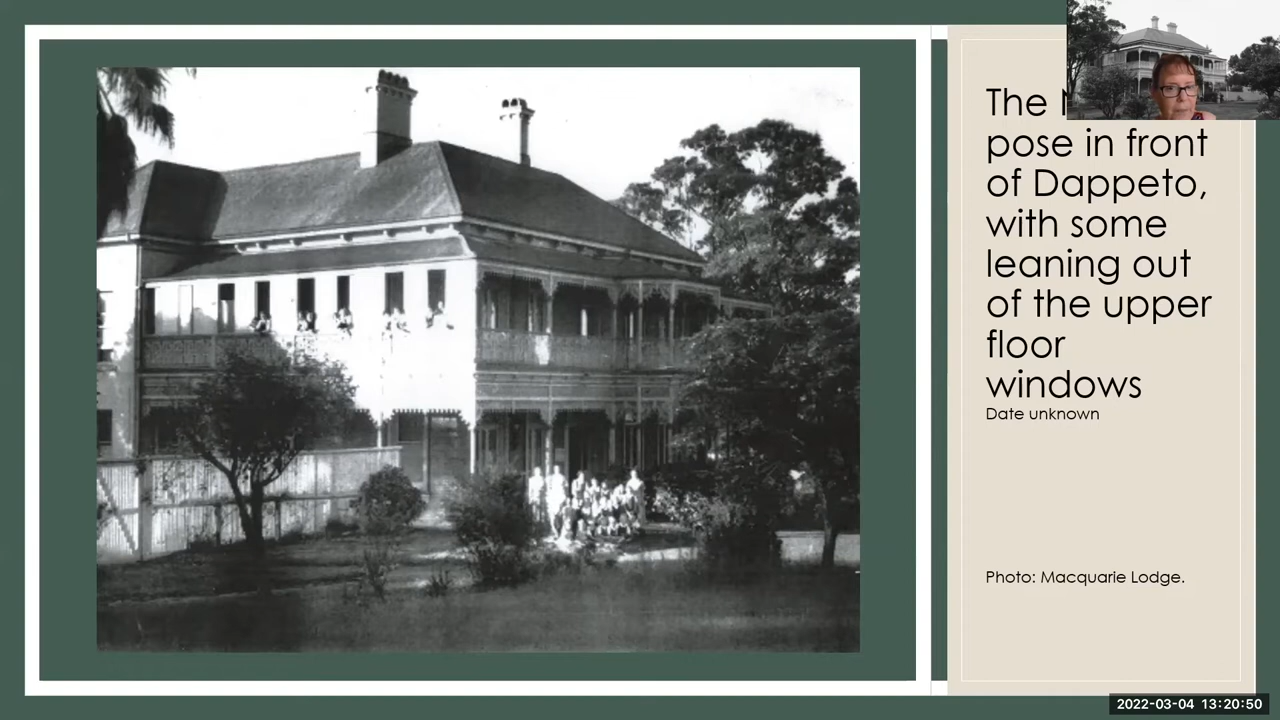 The
pose in front
of Dappeto,
with some
leaning out
of the upper
floor
windows
Date unknown
Photo: Macquarie Lodge.
2022-03-04 13:20:50